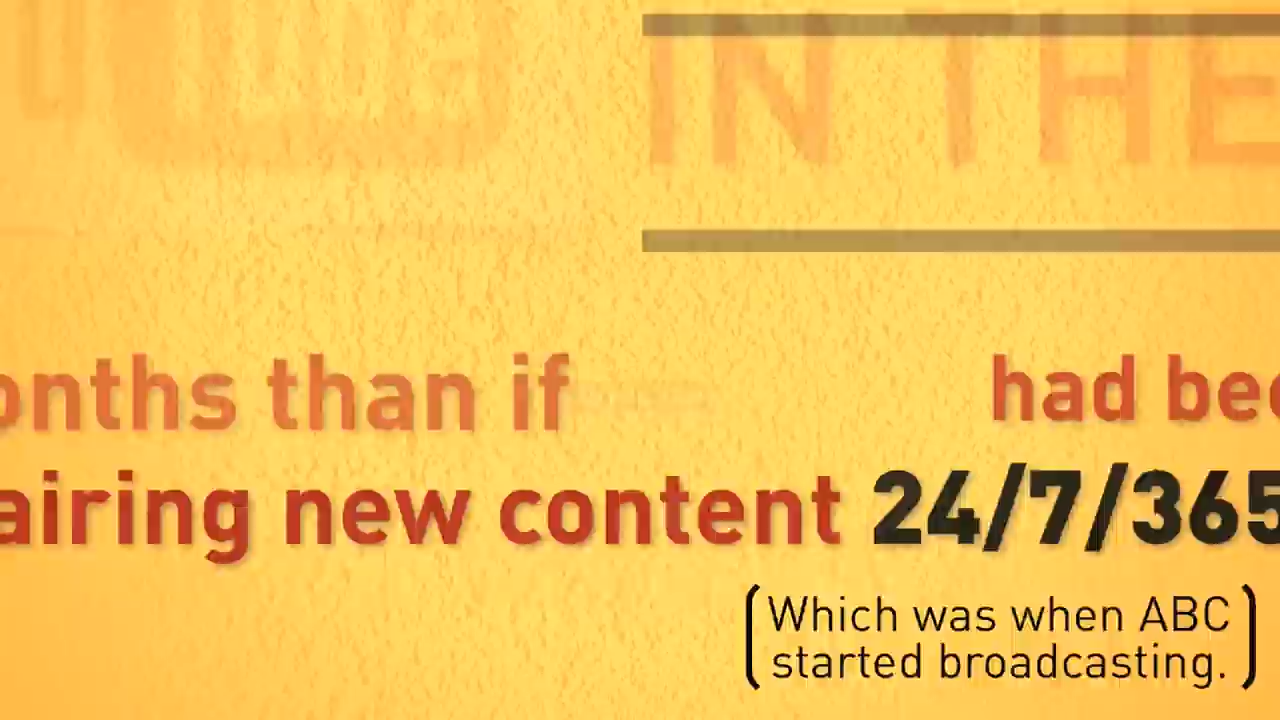 IN THE
onths than if had bee
airing new content 24/7/365
(Which was when ABC
started broadcasting.)